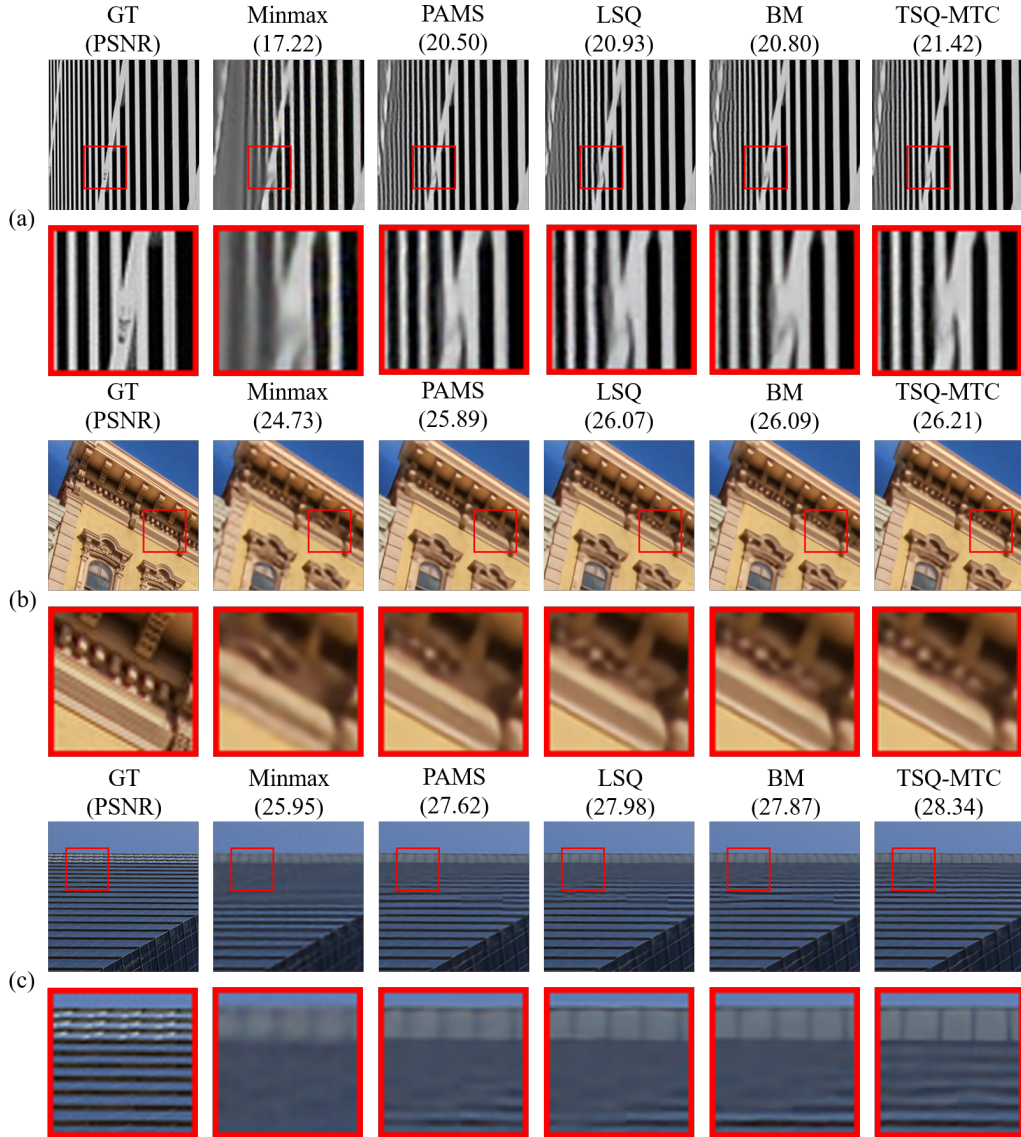 GT Minmax PAMS LSQ BM TSQ-MTC
(PSNR) (17.22) (20.50) (20.93) (20.80) (21.42)
(a)
GT Minmax PAMS LSQ BM TSQ-MTC
(PSNR) (24.73) (25.89) (26.07) (26.09) (26.21)
(b)
GT Minmax PAMS LSQ BM TSQ-MTC
(PSNR) (25.95) (27.62) (27.98) (27.87) (28.34)
(c)